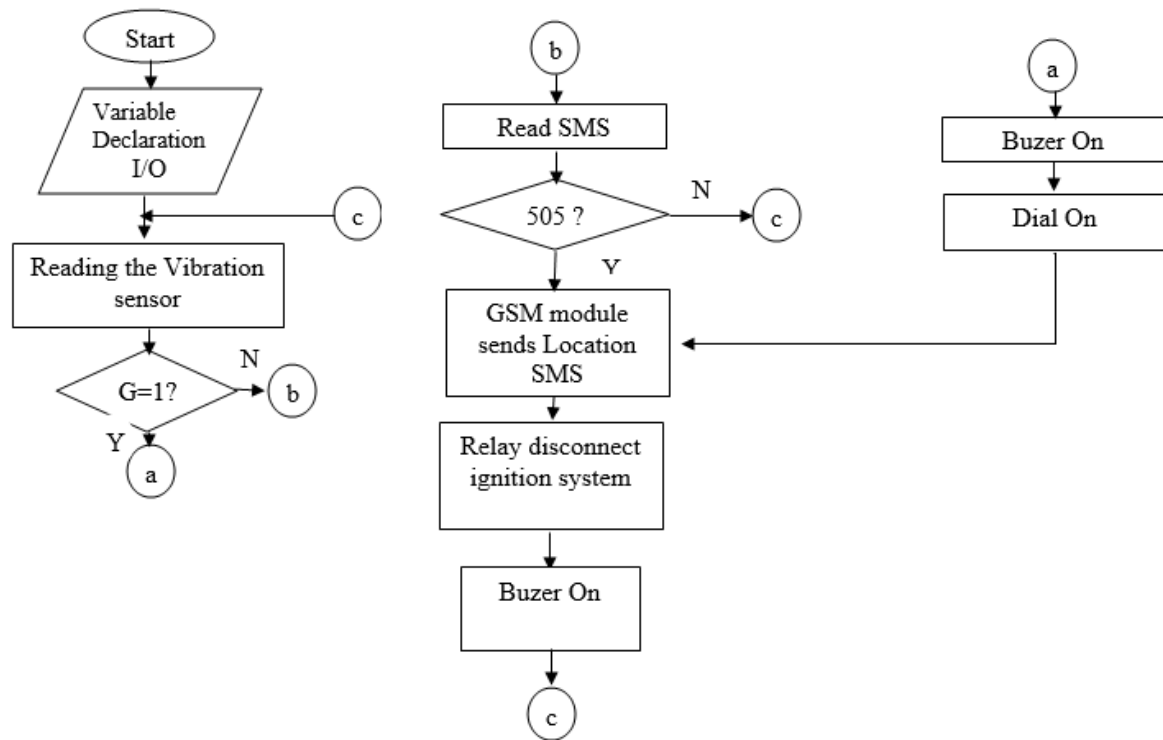 Start
Variable
Declaration
I/O
c
Reading the Vibration
sensor
G=1?
N
b
Y
a
b
Read SMS
505 ?
N
c
Y
GSM module
sends Location
SMS
Relay disconnect
ignition system
Buzer On
c
a
Buzer On
Dial On